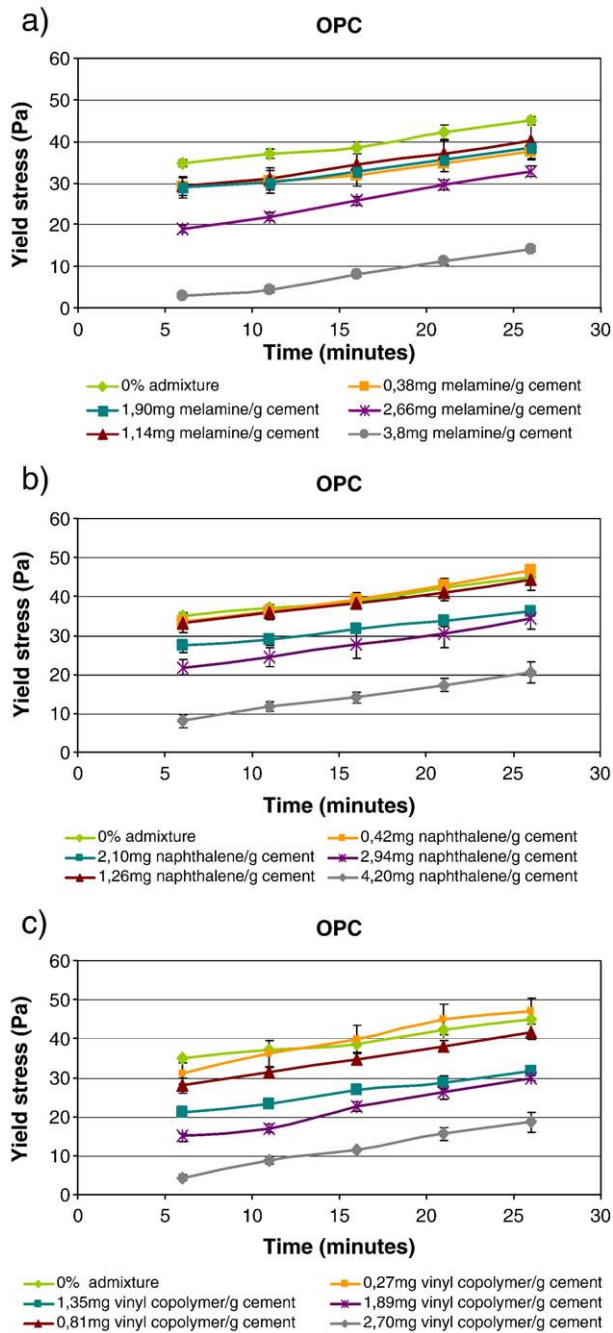 a)
OPC
Yield stress (Pa)
60
50
40
30
20
10
0
0 5 10 15 20 25 30
Time (minutes)
0% admixture 0,38mg melamine/g cement
1,90mg melamine/g cement 2,66mg melamine/g cement
1,14mg melamine/g cement 3,8mg melamine/g cement
b)
OPC
Yield stress (Pa)
60
50
40
30
20
10
0
0 5 10 15 20 25 30
Time (minutes)
0% admixture 0,42mg naphthalene/g cement
2,10mg naphthalene/g cement 2,94mg naphthalene/g cement
1,26mg naphthalene/g cement 4,20mg naphthalene/g cement
c)
OPC
Yield stress (Pa)
60
50
40
30
20
10
0
0 5 10 15 20 25 30
Time (minutes)
0% admixture 0,27mg vinyl copolymer/g cement
1,35mg vinyl copolymer/g cement 1,89mg vinyl copolymer/g cement
0,81mg vinyl copolymer/g cement 2,70mg vinyl copolymer/g cement